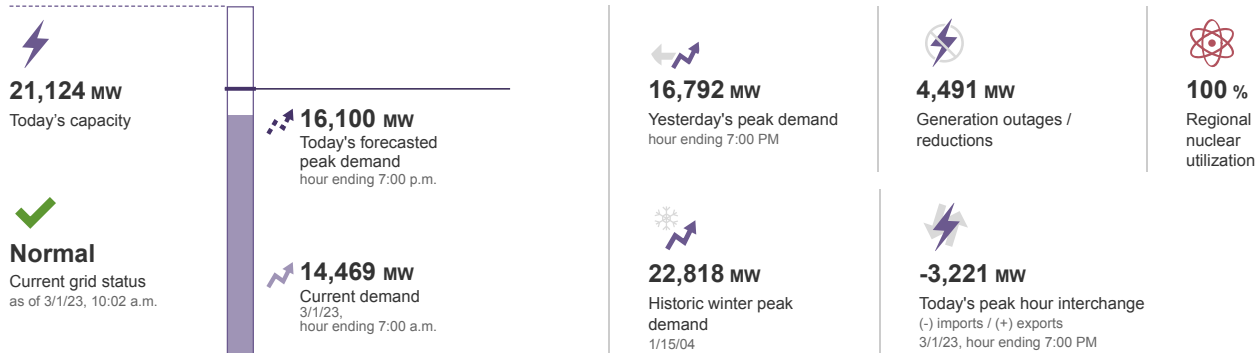 21,124 MW
Today's capacity
Normal
Current grid status
as of 3/1/23, 10:02 a.m.
16,100 MW
Today's forecasted
peak demand
hour ending 7:00 p.m.
14,469 MW
Current demand
3/1/23,
hour ending 7:00 a.m.
16,792 MW
Yesterday's peak demand
hour ending 7:00 PM
4,491 MW
Generation outages /
reductions
100 %
Regional
nuclear
utilization
22,818 MW
Historic winter peak
demand
1/15/04
-3,221 MW
Today's peak hour interchange
(-) imports / (+) exports
3/1/23, hour ending 7:00 PM